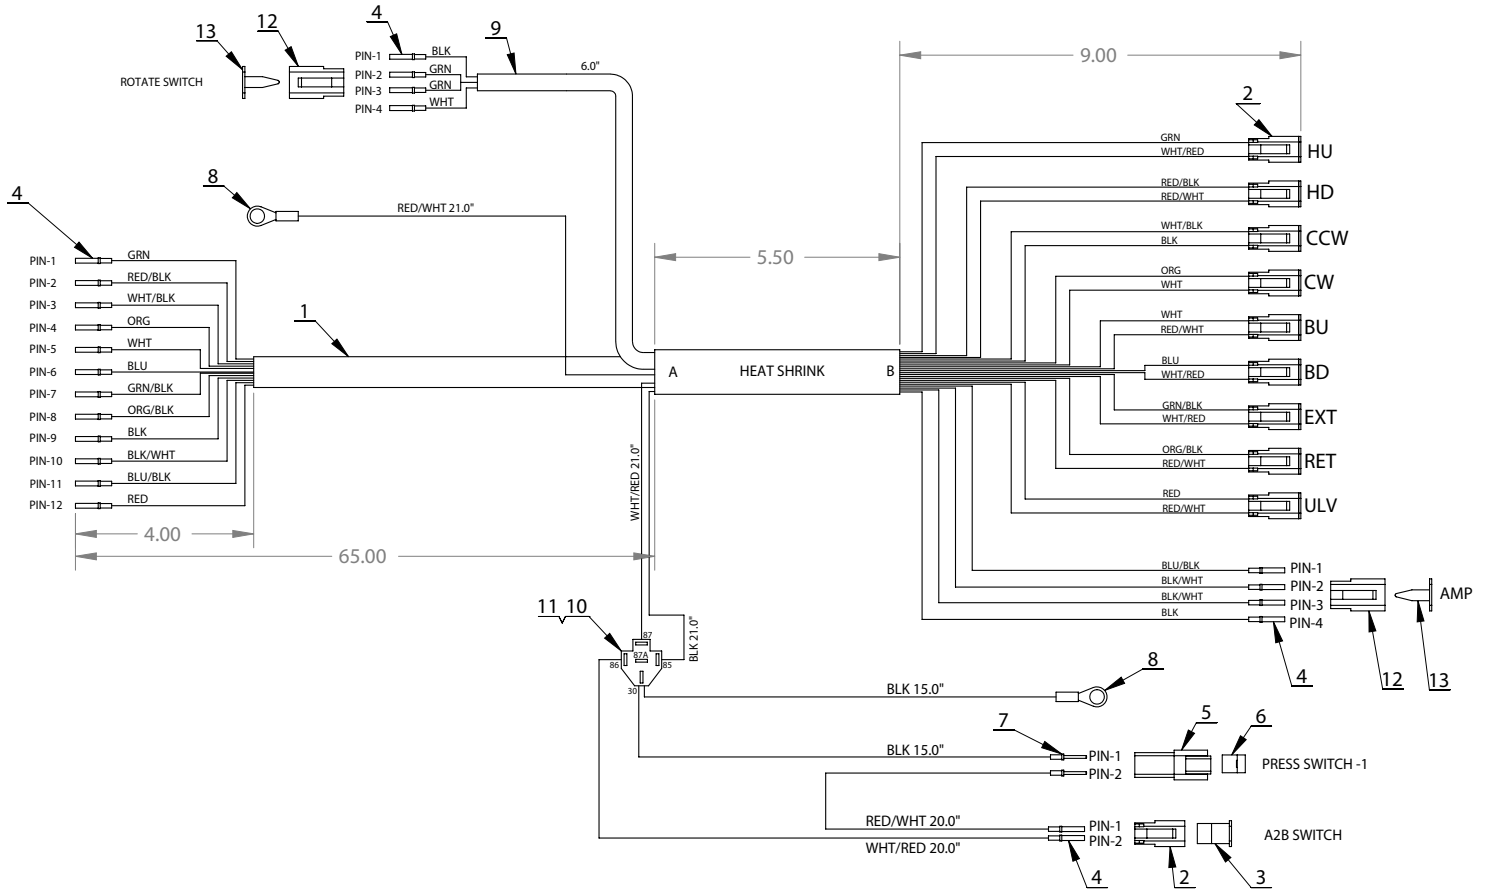 13
12
4
9
ROTATE SWITCH
PIN-1
BLK
PIN-2
GRN
PIN-3
GRN
PIN-4
WHT
6.0"
9.00
2
GRN
WHT/RED
HU
RED/BLK
RED/WHT
HD
WHT/BLK
BLK
CCW
ORG
WHT
CW
WHT
RED/WHT
BU
BLU
WHT/RED
BD
GRN/BLK
WHT/RED
EXT
ORG/BLK
RED/WHT
RET
RED
RED/WHT
ULV
8
RED/WHT 21.0"
4
PIN-1
GRN
PIN-2
RED/BLK
PIN-3
WHT/BLK
PIN-4
ORG
PIN-5
WHT
PIN-6
BLU
PIN-7
GRN/BLK
PIN-8
ORG/BLK
PIN-9
BLK
PIN-10
BLK/WHT
PIN-11
BLU/BLK
PIN-12
RED
1
4.00
65.00
5.50
A
HEAT SHRINK
B
WHT/RED 21.0"
BLK 21.0"
BLU/BLK
PIN-1
BLK/WHT
PIN-2
BLK/WHT
PIN-3
BLK
PIN-4
AMP
4
12
13
11
10
87
87A
86
85
30
BLK 15.0"
8
BLK 15.0"
7
PIN-1
PIN-2
5
6
PRESS SWITCH -1
RED/WHT 20.0"
PIN-1
WHT/RED 20.0"
PIN-2
A2B SWITCH
4
2
3